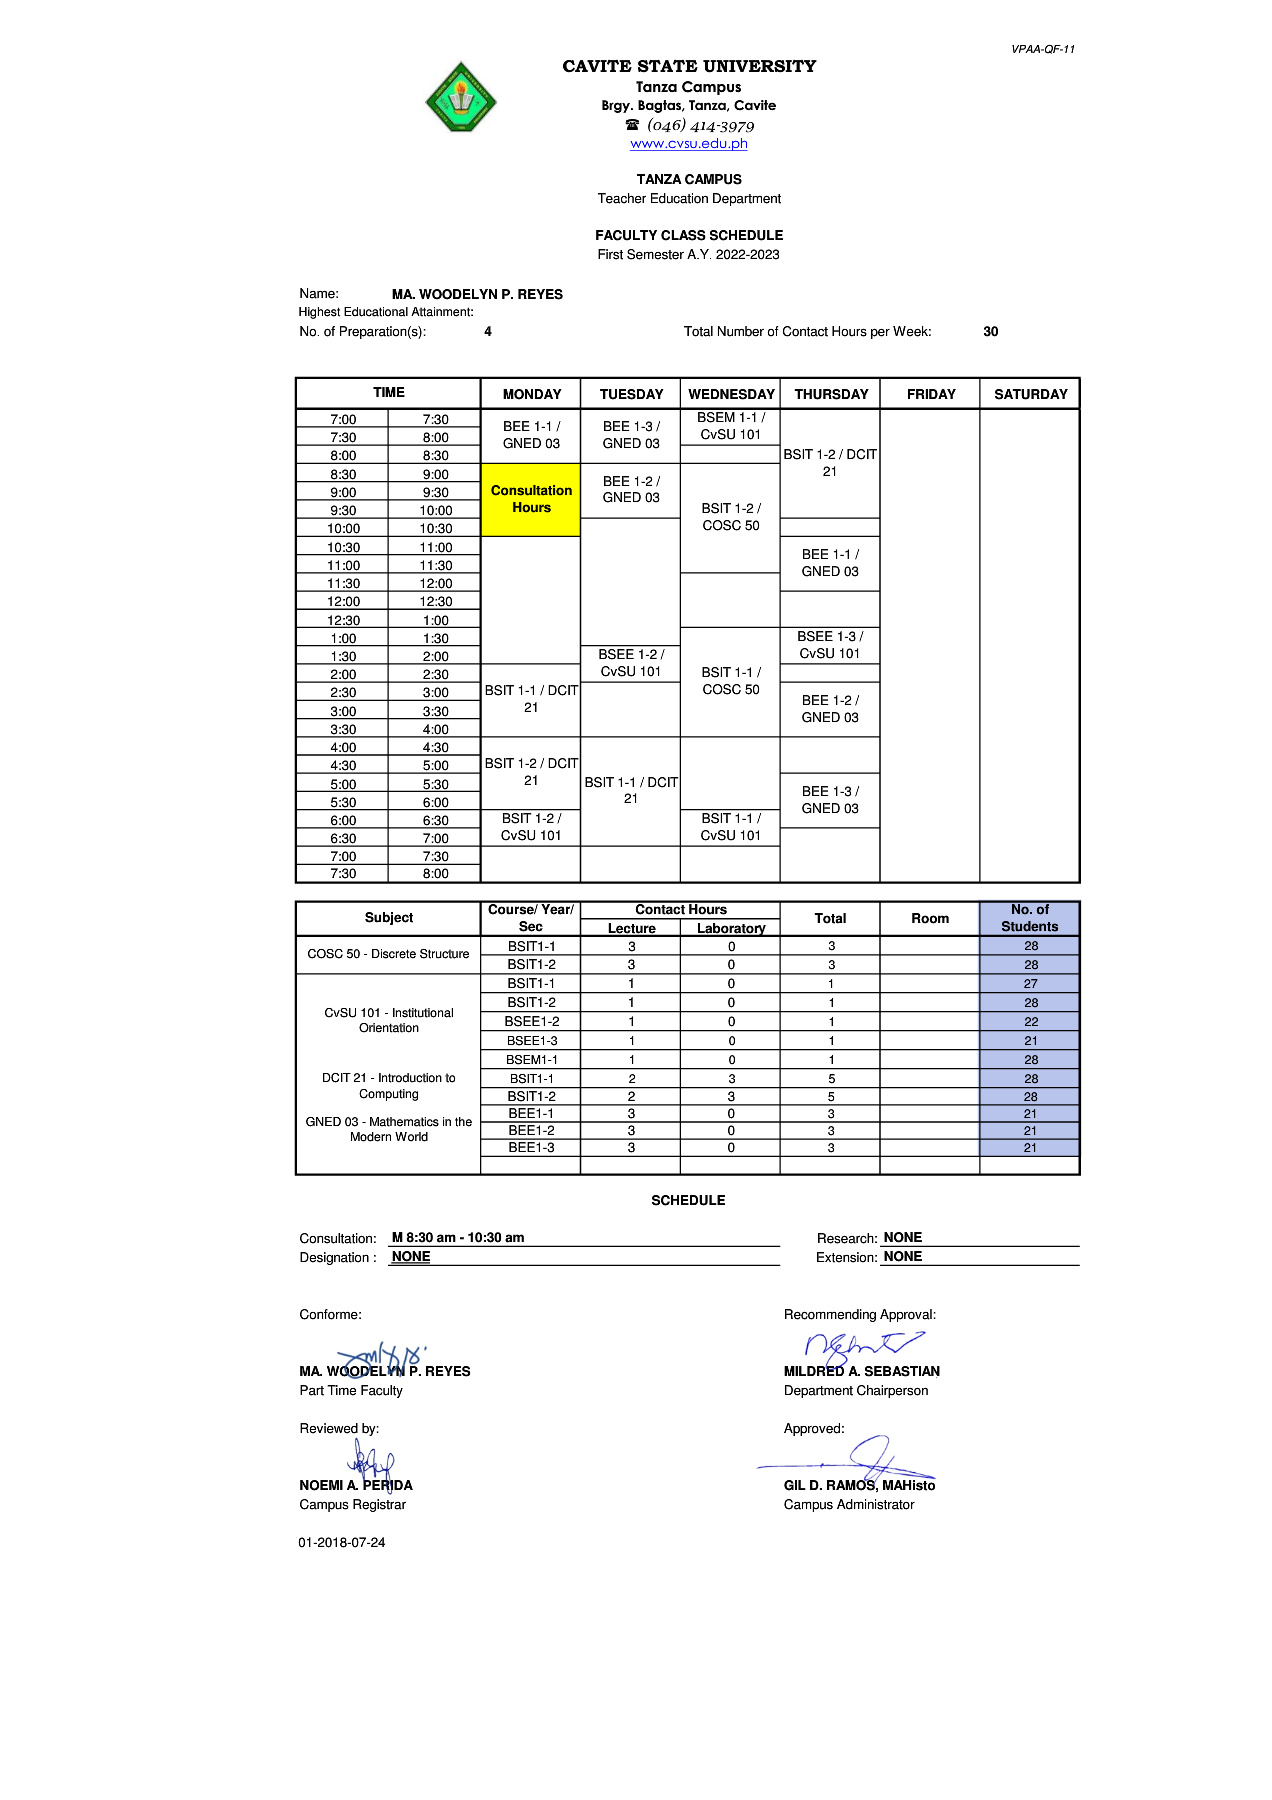 VPAA-QF-11
CAVITE STATE UNIVERSITY
Tanza Campus
Brgy. Bagtas, Tanza, Cavite
☎ (046) 414-3979
www.cvsu.edu.ph
TANZA CAMPUS
Teacher Education Department
FACULTY CLASS SCHEDULE
First Semester A.Y. 2022-2023
Name: MA. WOODELYN P. REYES
Highest Educational Attainment:
No. of Preparation(s): 4 Total Number of Contact Hours per Week: 30
TIME MONDAY TUESDAY WEDNESDAY THURSDAY FRIDAY SATURDAY
7:00 7:30
7:30 8:00
8:00 8:30
8:30 9:00
9:00 9:30
9:30 10:00
10:00 10:30
10:30 11:00
11:00 11:30
11:30 12:00
12:00 12:30
12:30 1:00
1:00 1:30
1:30 2:00
2:00 2:30
2:30 3:00
3:00 3:30
3:30 4:00
4:00 4:30
4:30 5:00
5:00 5:30
5:30 6:00
6:00 6:30
6:30 7:00
7:00 7:30
7:30 8:00
BEE 1-1 /
GNED 03
Consultation
Hours
BSIT 1-1 / DCIT
21
BSIT 1-2 / DCIT
21
BSIT 1-2 /
CvSU 101
BEE 1-3 /
GNED 03
BEE 1-2 /
GNED 03
BSEE 1-2 /
CvSU 101
BSIT 1-1 / DCIT
21
BSEM 1-1 /
CvSU 101
BSIT 1-2 /
COSC 50
BSIT 1-1 /
COSC 50
BSIT 1-1 /
CvSU 101
BSIT 1-2 / DCIT
21
BEE 1-1 /
GNED 03
BSEE 1-3 /
CvSU 101
BEE 1-2 /
GNED 03
BEE 1-3 /
GNED 03
Subject Course/ Year/ Contact Hours Total Room No. of
Sec Lecture Laboratory Students
COSC 50 - Discrete Structure
BSIT1-1 3 0 3 28
BSIT1-2 3 0 3 28
CvSU 101 - Institutional
Orientation
BSIT1-1 1 0 1 27
BSIT1-2 1 0 1 28
BSEE1-2 1 0 1 22
BSEE1-3 1 0 1 21
BSEM1-1 1 0 1 28
DCIT 21 - Introduction to
Computing
BSIT1-1 2 3 5 28
BSIT1-2 2 3 5 28
GNED 03 - Mathematics in the
Modern World
BEE1-1 3 0 3 21
BEE1-2 3 0 3 21
BEE1-3 3 0 3 21
SCHEDULE
Consultation: M 8:30 am - 10:30 am Research: NONE
Designation : NONE Extension: NONE
Conforme: Recommending Approval:
MA. WOODELYN P. REYES MILDRED A. SEBASTIAN
Part Time Faculty Department Chairperson
Reviewed by: Approved:
NOEMI A. PERIDA GIL D. RAMOS, MAHisto
Campus Registrar Campus Administrator
01-2018-07-24